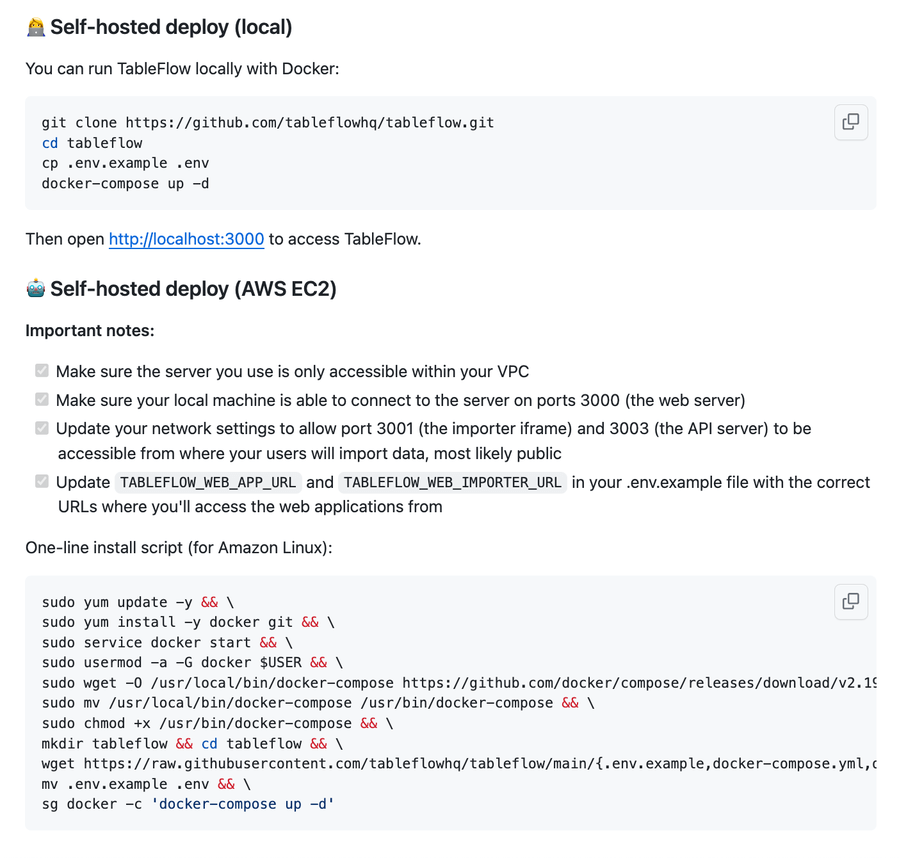 Self-hosted deploy (local)
You can run TableFlow locally with Docker:
git clone https://github.com/tableflowhq/tableflow.git
cd tableflow
cp .env.example .env
docker-compose up -d
Then open http://localhost:3000 to access TableFlow.
Self-hosted deploy (AWS EC2)
Important notes:
Make sure the server you use is only accessible within your VPC
Make sure your local machine is able to connect to the server on ports 3000 (the web server)
Update your network settings to allow port 3001 (the importer iframe) and 3003 (the API server) to be
accessible from where your users will import data, most likely public
Update TABLEFLOW_WEB_APP_URL and TABLEFLOW_WEB_IMPORTER_URL in your .env.example file with the correct
URLs where you'll access the web applications from
One-line install script (for Amazon Linux):
sudo yum update -y && \
sudo yum install -y docker git && \
sudo service docker start && \
sudo usermod -a -G docker $USER && \
sudo wget -O /usr/local/bin/docker-compose https://github.com/docker/compose/releases/download/v2.19
sudo mv /usr/local/bin/docker-compose /usr/bin/docker-compose && \
sudo chmod +x /usr/bin/docker-compose && \
mkdir tableflow && cd tableflow && \
wget https://raw.githubusercontent.com/tableflowhq/tableflow/main/{.env.example,docker-compose.yml,
mv .env.example .env && \
sg docker -c 'docker-compose up -d'